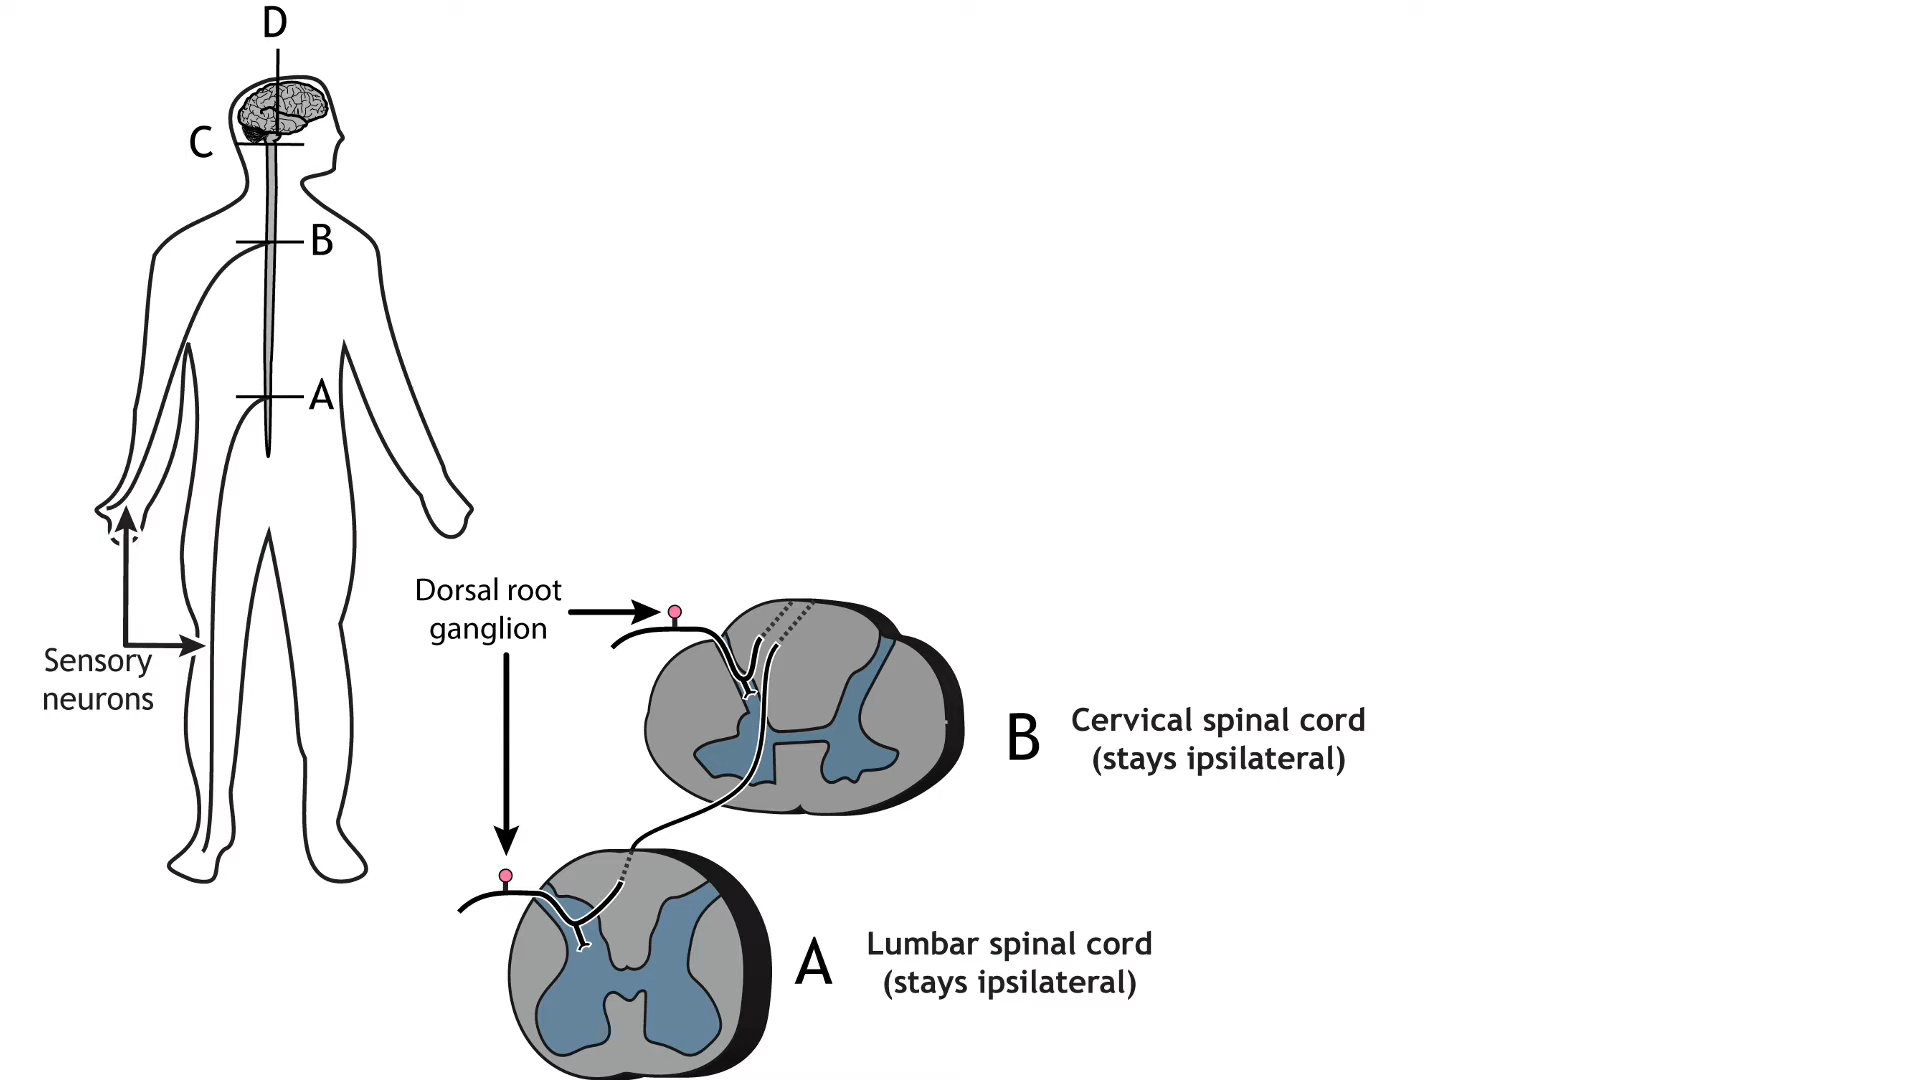 D
C
B
A
Sensory
neurons
Dorsal root
ganglion
B
Cervical spinal cord
(stays ipsilateral)
A
Lumbar spinal cord
(stays ipsilateral)